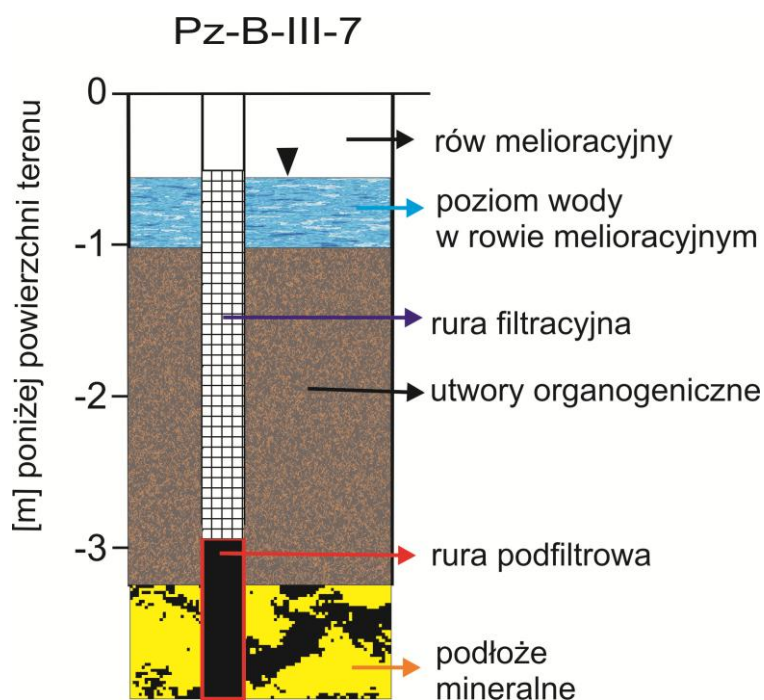 Pz-B-III-7
0
-1
-2
-3
[m] poniżej powierzchni terenu
rów melioracyjny
poziom wody
w rowie melioracyjnym
rura filtracyjna
utwory organogeniczne
rura podfiltrowa
podłoże
mineralne